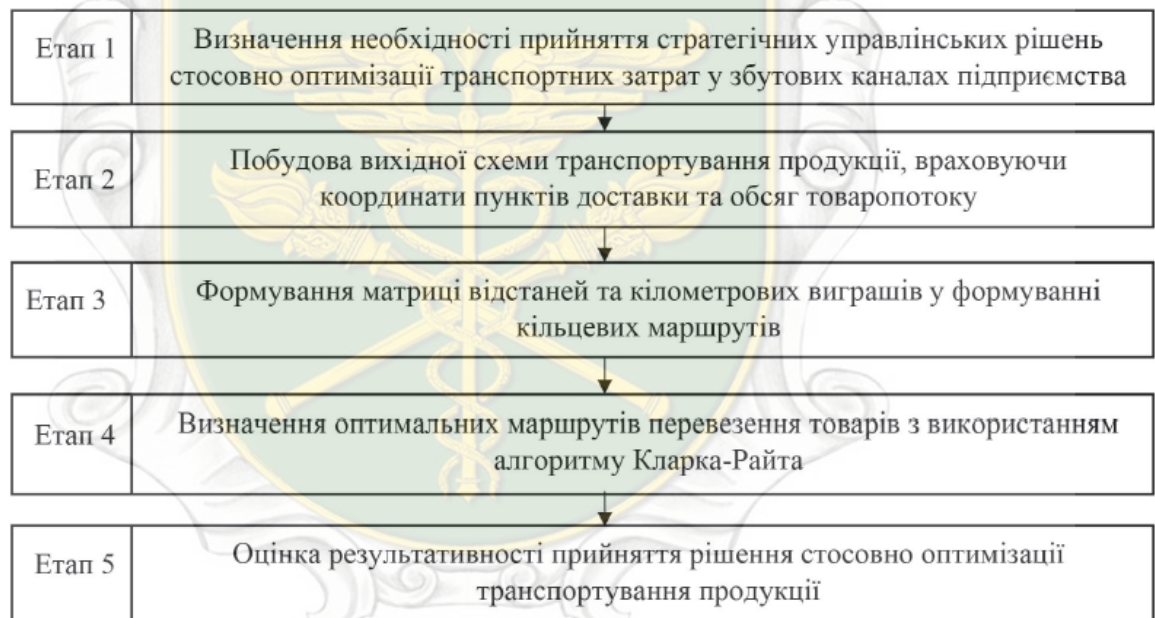 Етап 1
Визначення необхідності прийняття стратегічних управлінських рішень
стосовно оптимізації транспортних затрат у збутових каналах підприємства
Етап 2
Побудова вихідної схеми транспортування продукції, враховуючи
координати пунктів доставки та обсяг товаропотоку
Етап 3
Формування матриці відстаней та кілометрових виграшів у формуванні
кільцевих маршрутів
Етап 4
Визначення оптимальних маршрутів перевезення товарів з використанням
алгоритму Кларка-Райта
Етап 5
Оцінка результативності прийняття рішення стосовно оптимізації
транспортування продукції